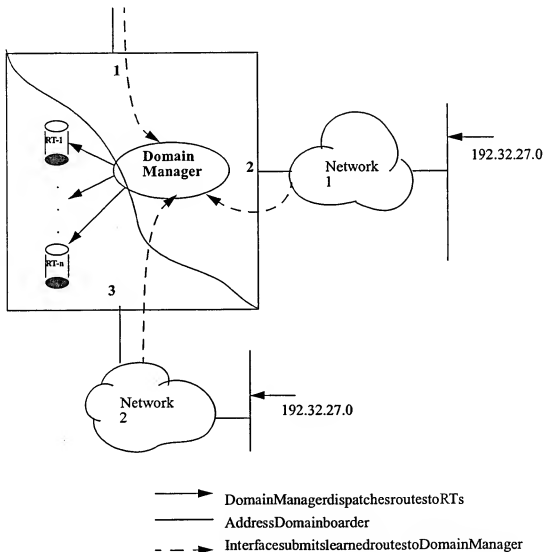 1
RT-1
Domain
Manager
2
Network
1
192.32.27.0
.
.
.
RT-n
3
Network
2
192.32.27.0
DomainManagerdispatchesroutestoRTs
AddressDomainboarder
InterfacesubmitslearnedroutestoDomainManager